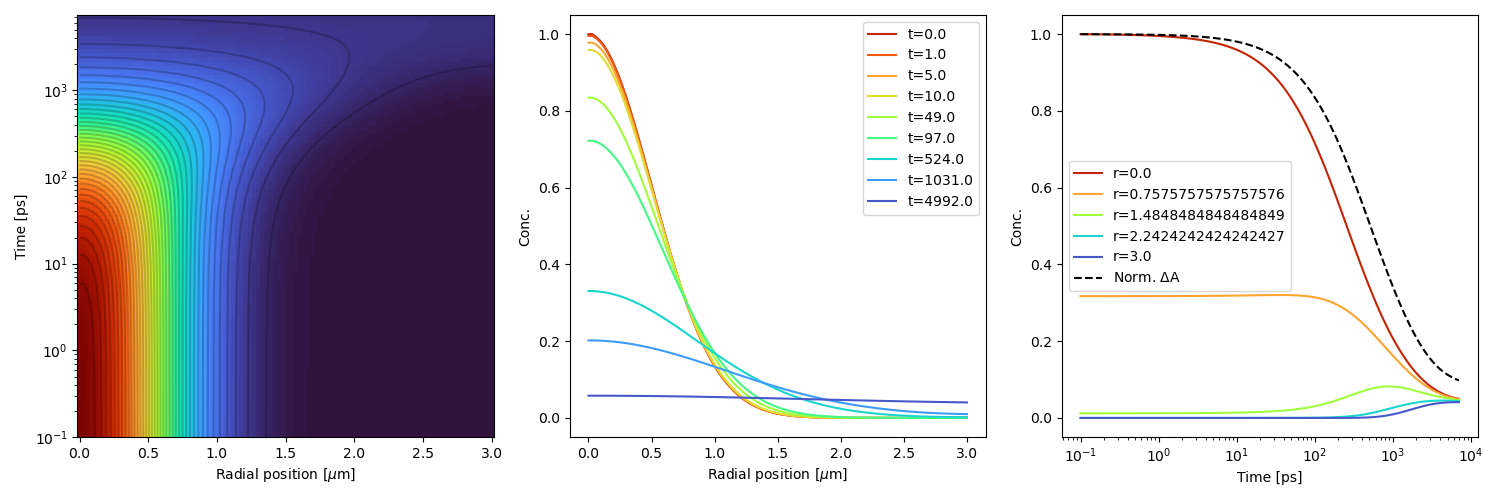 10³
10²
10¹
10⁰
10⁻¹
Time [ps]
0.0 0.5 1.0 1.5 2.0 2.5 3.0
Radial position [μm]
1.0
0.8
0.6
0.4
0.2
0.0
Conc.
t=0.0
t=1.0
t=5.0
t=10.0
t=49.0
t=97.0
t=524.0
t=1031.0
t=4992.0
0.0 0.5 1.0 1.5 2.0 2.5 3.0
Radial position [μm]
1.0
0.8
0.6
0.4
0.2
0.0
Conc.
r=0.0
r=0.7575757575757576
r=1.4848484848484849
r=2.2424242424242427
r=3.0
Norm. ΔA
10⁻¹ 10⁰ 10¹ 10² 10³ 10⁴
Time [ps]